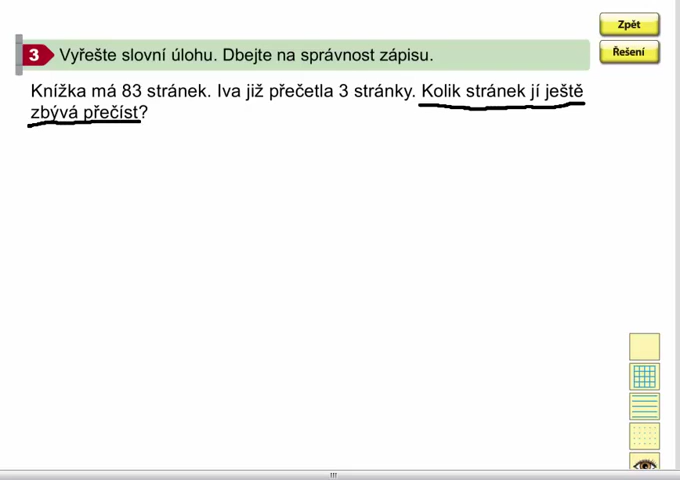 Zpět
3 Vyřešte slovní úlohu. Dbejte na správnost zápisu.
Řešení
Knížka má 83 stránek. Iva již přečetla 3 stránky. Kolik stránek jí ještě
zbývá přečíst?